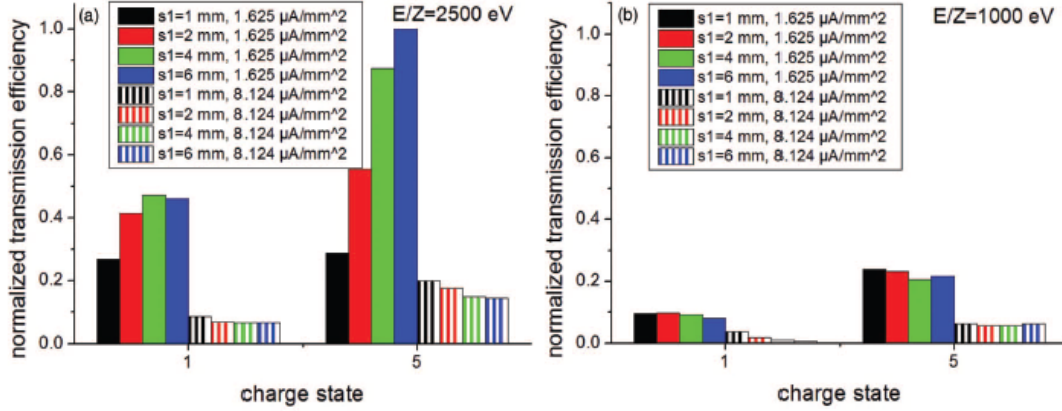 (a)
E/Z=2500 eV
s1=1 mm, 1.625 µA/mm^2
s1=2 mm, 1.625 µA/mm^2
s1=4 mm, 1.625 µA/mm^2
s1=6 mm, 1.625 µA/mm^2
s1=1 mm, 8.124 µA/mm^2
s1=2 mm, 8.124 µA/mm^2
s1=4 mm, 8.124 µA/mm^2
s1=6 mm, 8.124 µA/mm^2
normalized transmission efficiency
1.0
0.8
0.6
0.4
0.2
0.0
1
5
charge state
(b)
E/Z=1000 eV
s1=1 mm, 1.625 µA/mm^2
s1=2 mm, 1.625 µA/mm^2
s1=4 mm, 1.625 µA/mm^2
s1=6 mm, 1.625 µA/mm^2
s1=1 mm, 8.124 µA/mm^2
s1=2 mm, 8.124 µA/mm^2
s1=4 mm, 8.124 µA/mm^2
s1=6 mm, 8.124 µA/mm^2
normalized transmission efficiency
1.0
0.8
0.6
0.4
0.2
0.0
1
5
charge state